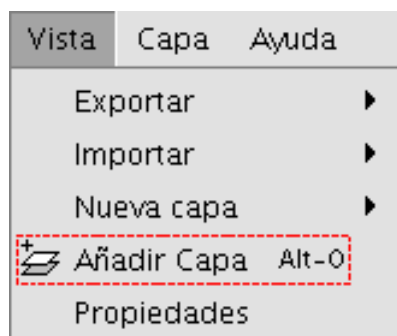 Vista Capa Ayuda
Exportar
Importar
Nueva capa
Añadir Capa Alt-O
Propiedades